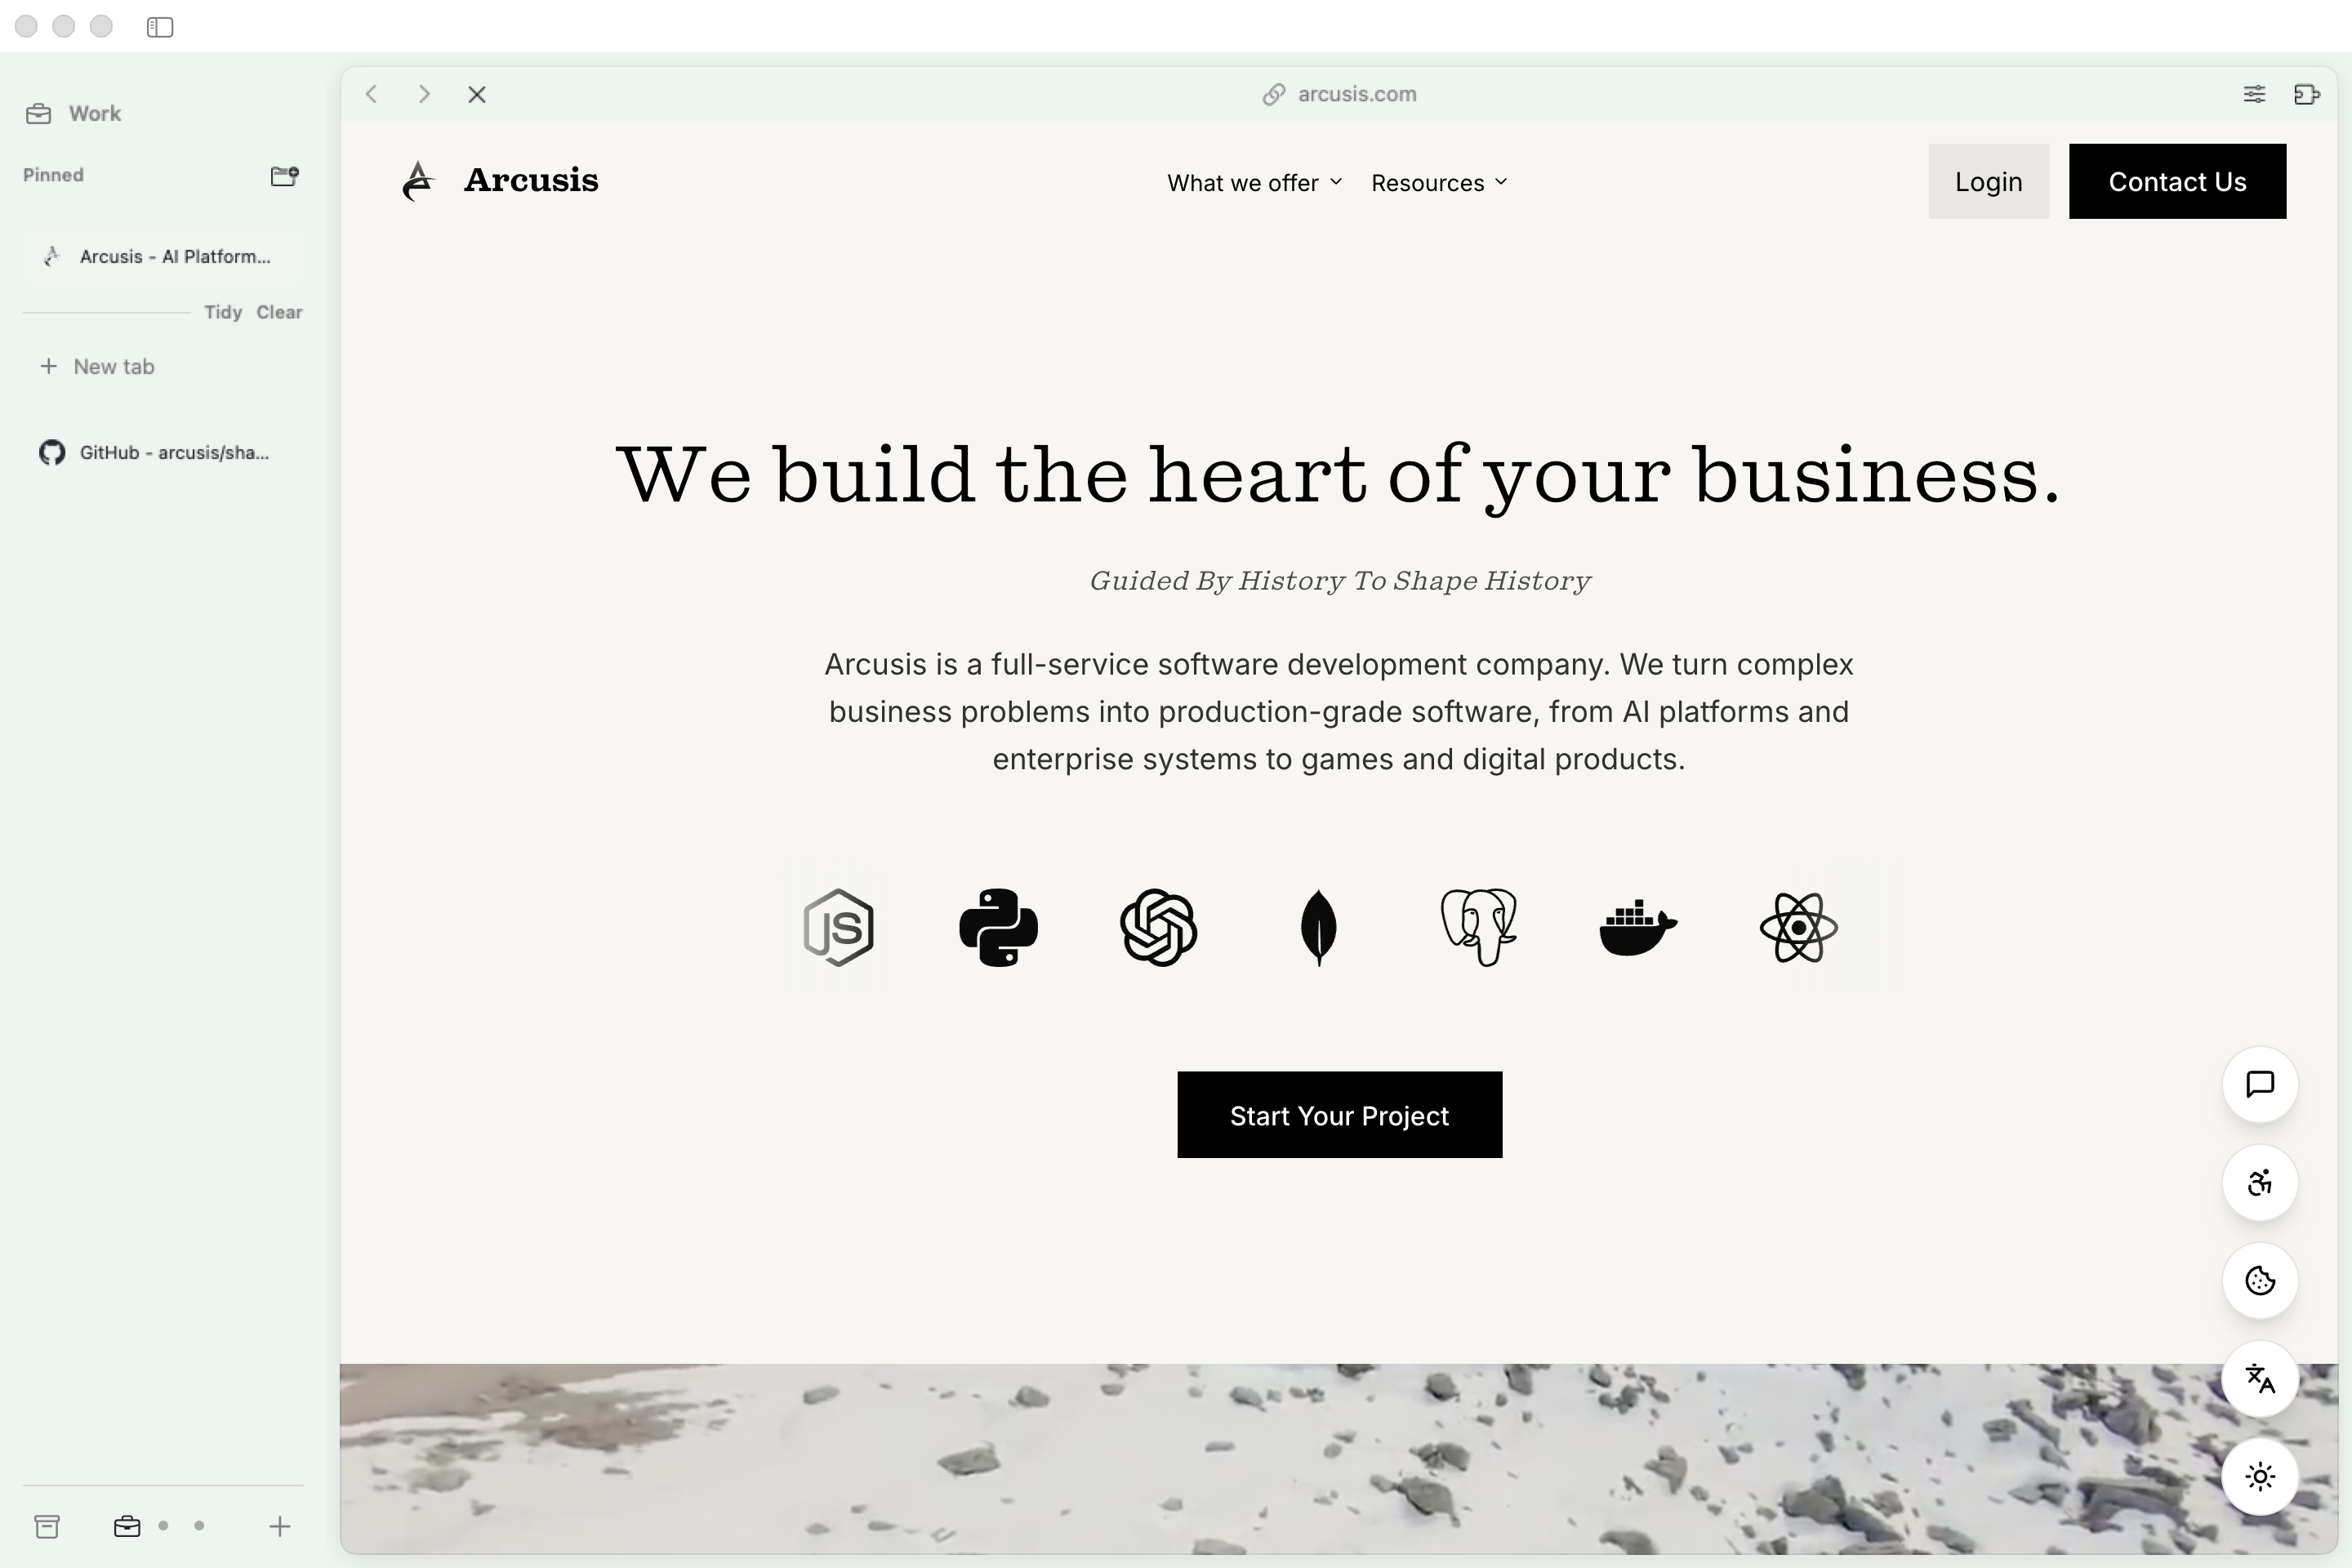 Work
Pinned
Arcusis - AI Platform...
Tidy Clear
New tab
GitHub - arcusis/sha...
arcusis.com
Arcusis
What we offer
Resources
Login
Contact Us
We build the heart of your business.
Guided By History To Shape History
Arcusis is a full-service software development company. We turn complex
business problems into production-grade software, from AI platforms and
enterprise systems to games and digital products.
JS
Start Your Project